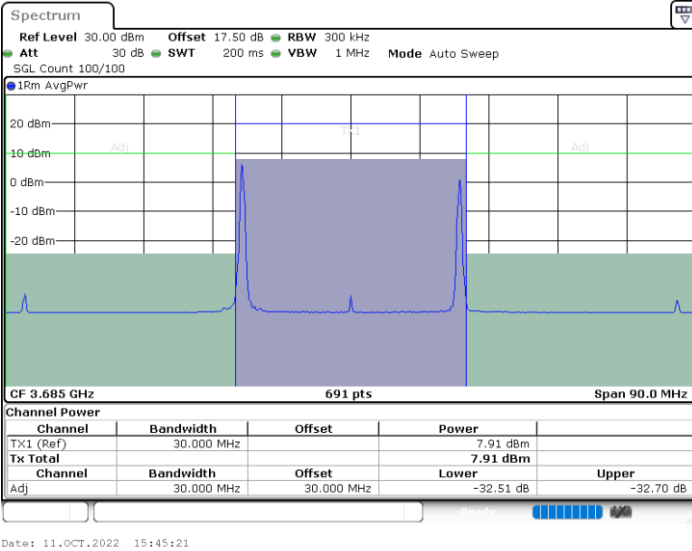 Spectrum
Ref Level 30.00 dBm Offset 17.50 dB RBW 300 kHz
Att 30 dB SWT 200 ms VBW 1 MHz Mode Auto Sweep
SGL Count 100/100
1Rm AvgPwr
20 dBm
TX1
Adj Adj
10 dBm
0 dBm
-10 dBm
-20 dBm
CF 3.685 GHz 691 pts Span 90.0 MHz
Channel Power
Channel Bandwidth Offset Power
TX1 (Ref) 30.000 MHz 7.91 dBm
Tx Total 7.91 dBm
Channel Bandwidth Offset Lower Upper
Adj 30.000 MHz 30.000 MHz -32.51 dB -32.70 dB
Ready
Date: 11.OCT.2022 15:45:21